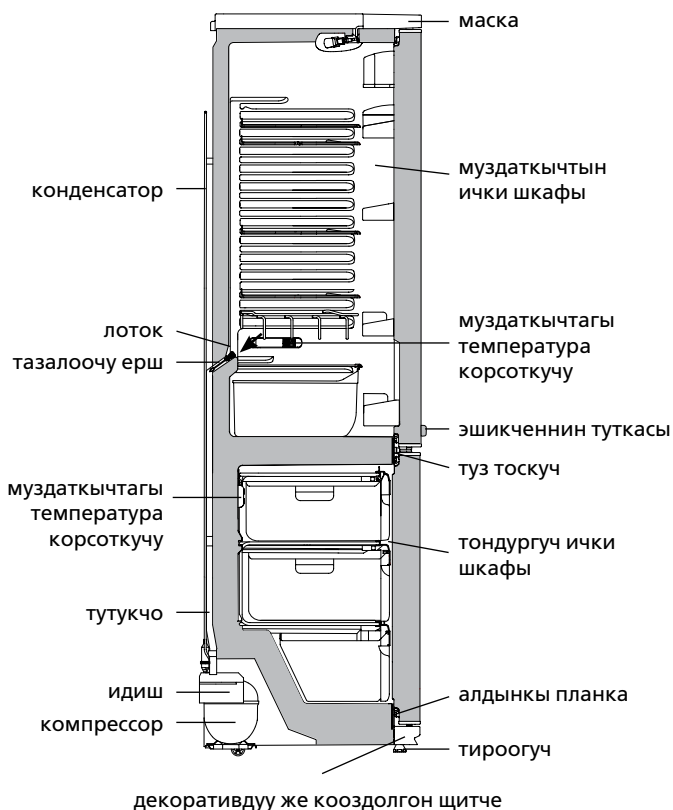 маска
муздаткычтын
ички шкафы
конденсатор
лоток
тазалоочу ерш
муздаткычтагы
температура
корсоткучу
эшикченнин туткасы
туз тоскуч
муздаткычтагы
температура
корсоткучу
тондургуч ички
шкафы
тутукчо
идиш
компрессор
алдынкы планка
тироогуч
декоративдуу же кооздолгон щитче